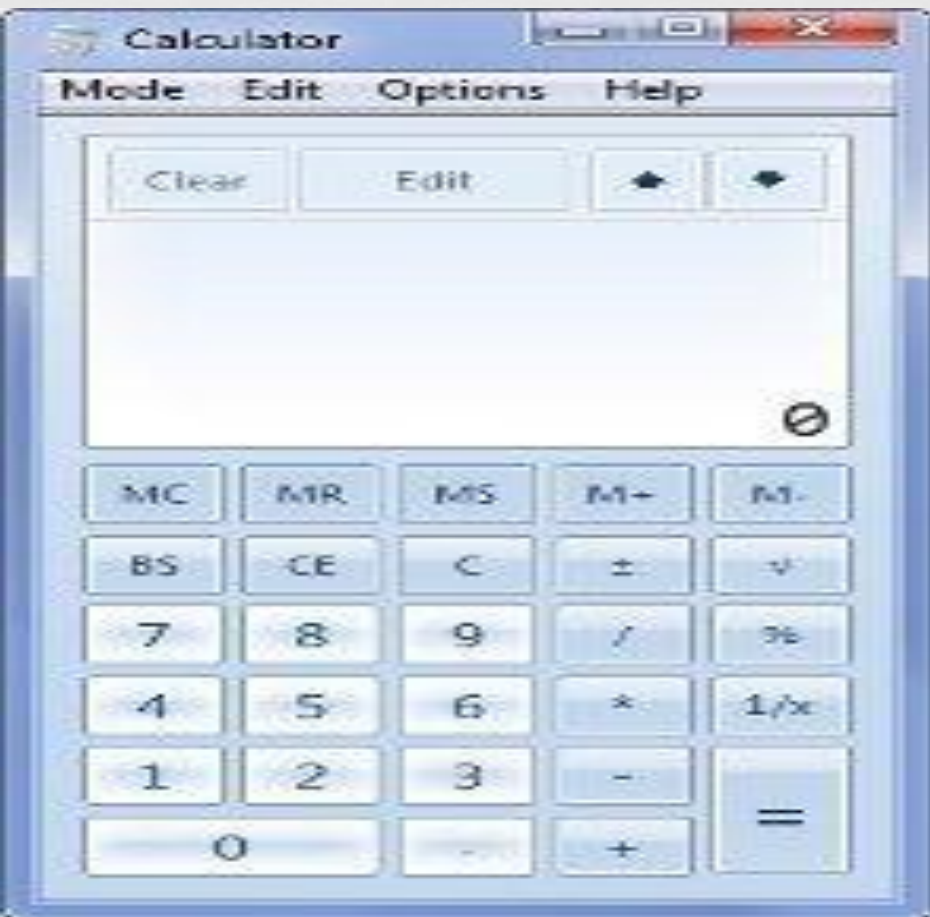 Calculator
Mode Edit Options Help
Clear Edit
0
MC MR MS M+ M-
BS CE C ± √
7 8 9 / %
4 5 6 * 1/x
1 2 3 -
=
0 . +